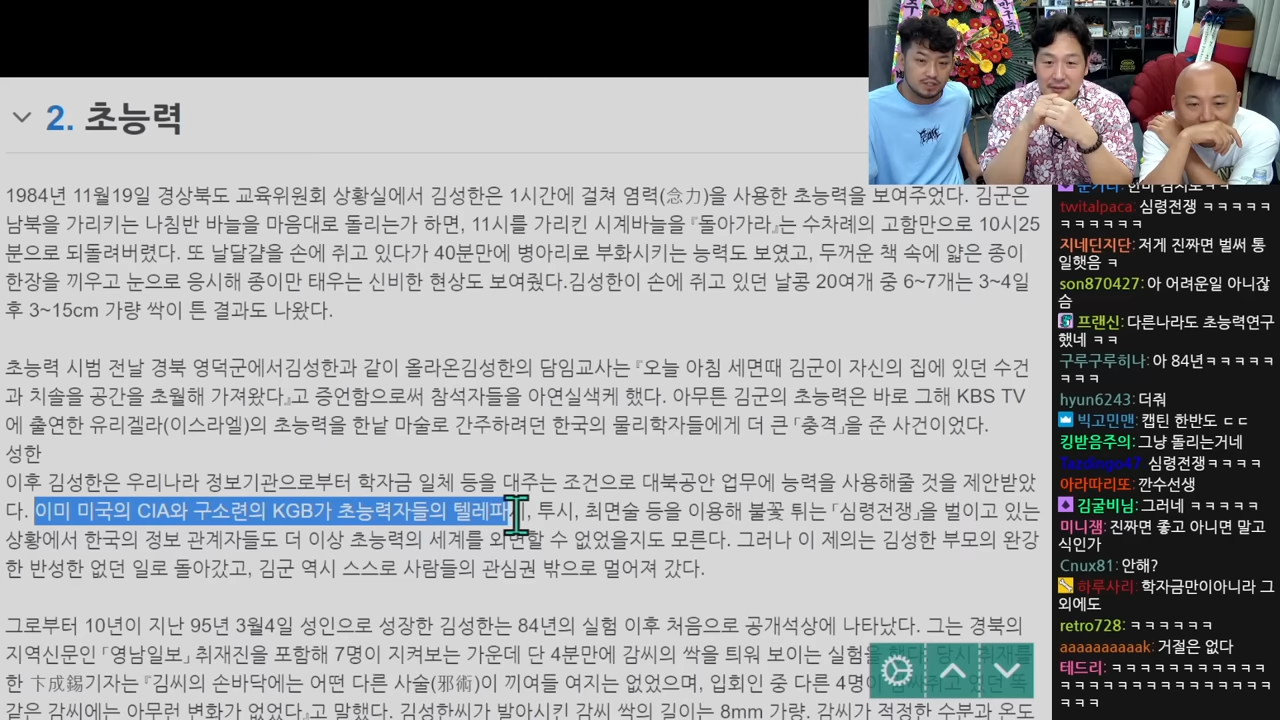 2. 초능력
1984년 11월19일 경상북도 교육위원회 상황실에서 김성한은 1시간에 걸쳐 염력(念力)을 사용한 초능력을 보여주었다. 김군은
남북을 가리키는 나침반 바늘을 마음대로 돌리는가 하면, 11시를 가리킨 시계바늘을 『돌아가라』는 수차례의 고함만으로 10시25
분으로 되돌려버렸다. 또 날달걀을 손에 쥐고 있다가 40분만에 병아리로 부화시키는 능력도 보였고, 두꺼운 책 속에 얇은 종이
한장을 끼우고 눈으로 응시해 종이만 태우는 신비한 현상도 보여줬다.김성한이 손에 쥐고 있던 날콩 20여개 중 6~7개는 3~4일
후 3~15cm 가량 싹이 튼 결과도 나왔다.
초능력 시범 전날 경북 영덕군에서김성한과 같이 올라온김성한의 담임교사는 『오늘 아침 세면때 김군이 자신의 집에 있던 수건
과 치솔을 공간을 초월해 가져왔다』고 증언함으로써 참석자들을 아연실색케 했다. 아무튼 김군의 초능력은 바로 그해 KBS TV
에 출연한 유리겔라(이스라엘)의 초능력을 한낱 마술로 간주하려던 한국의 물리학자들에게 더 큰 「충격」을 준 사건이었다.
성한
이후 김성한은 우리나라 정보기관으로부터 학자금 일체 등을 대주는 조건으로 대북공안 업무에 능력을 사용해줄 것을 제안받았
다. 이미 미국의 CIA와 구소련의 KGB가 초능력자들의 텔레파시, 투시, 최면술 등을 이용해 불꽃 튀는 「심령전쟁」을 벌이고 있는
상황에서 한국의 정보 관계자들도 더 이상 초능력의 세계를 외면할 수 없었을지도 모른다. 그러나 이 제의는 김성한 부모의 완강
한 반성한 없던 일로 돌아갔고, 김군 역시 스스로 사람들의 관심권 밖으로 멀어져 갔다.
그로부터 10년이 지난 95년 3월4일 성인으로 성장한 김성한는 84년의 실험 이후 처음으로 공개석상에 나타났다. 그는 경북의
지역신문인 「영남일보」 취재진을 포함해 7명이 지켜보는 가운데 단 4분만에 감씨의 싹을 틔워 보이는 실험을 했다. 당시 취재를
한 卞成錫기자는 『김씨의 손바닥에는 어떤 다른 사술(邪術)이 끼여들 여지는 없었으며, 입회인 중 다른 4명이 감씨쥐고 있던 똑
같은 감씨에는 아무런 변화가 없었다』고 말했다. 김성한씨가 발아시킨 감씨 싹의 길이는 8mm 가량. 감씨가 적정한 수분과 온도
twitalpaca: 심령전쟁 ㅋㅋㅋㅋㅋ
ㅋㅋㅋㅋㅋㅋ
지네딘지단: 저게 진짜면 벌써 통
일했음 ㅋ
son870427: 아 어려운일 아니잖
슴
프랜신: 다른나라도 초능력연구
했네 ㅋㅋ
구루구루히나: 아 84년ㅋㅋㅋㅋㅋ
ㅋㅋㅋ
hyun6243: 더줘
빅고민맨: 캡틴 한반도 ㄷㄷ
킹받음주의: 그냥 돌리는거네
Tazdingo47: 심령전쟁ㅋㅋㅋㅋ
아라따리또: 깐수선생
김굴비님: 그러네 ㅋㅋㅋㅋ
미니잼: 진짜면 좋고 아니면 말고
식인가
Cnux81: 안해?
하루사리: 학자금만이아니라 그
외에도
retro728: ㅋㅋㅋㅋㅋㅋ
aaaaaaaaaak: 거절은 없다
테드리: ㅋㅋㅋㅋㅋㅋㅋㅋㅋㅋㅋ
ㅋㅋㅋㅋㅋㅋㅋㅋㅋㅋㅋㅋㅋㅋㅋ
ㅋㅋㅋ